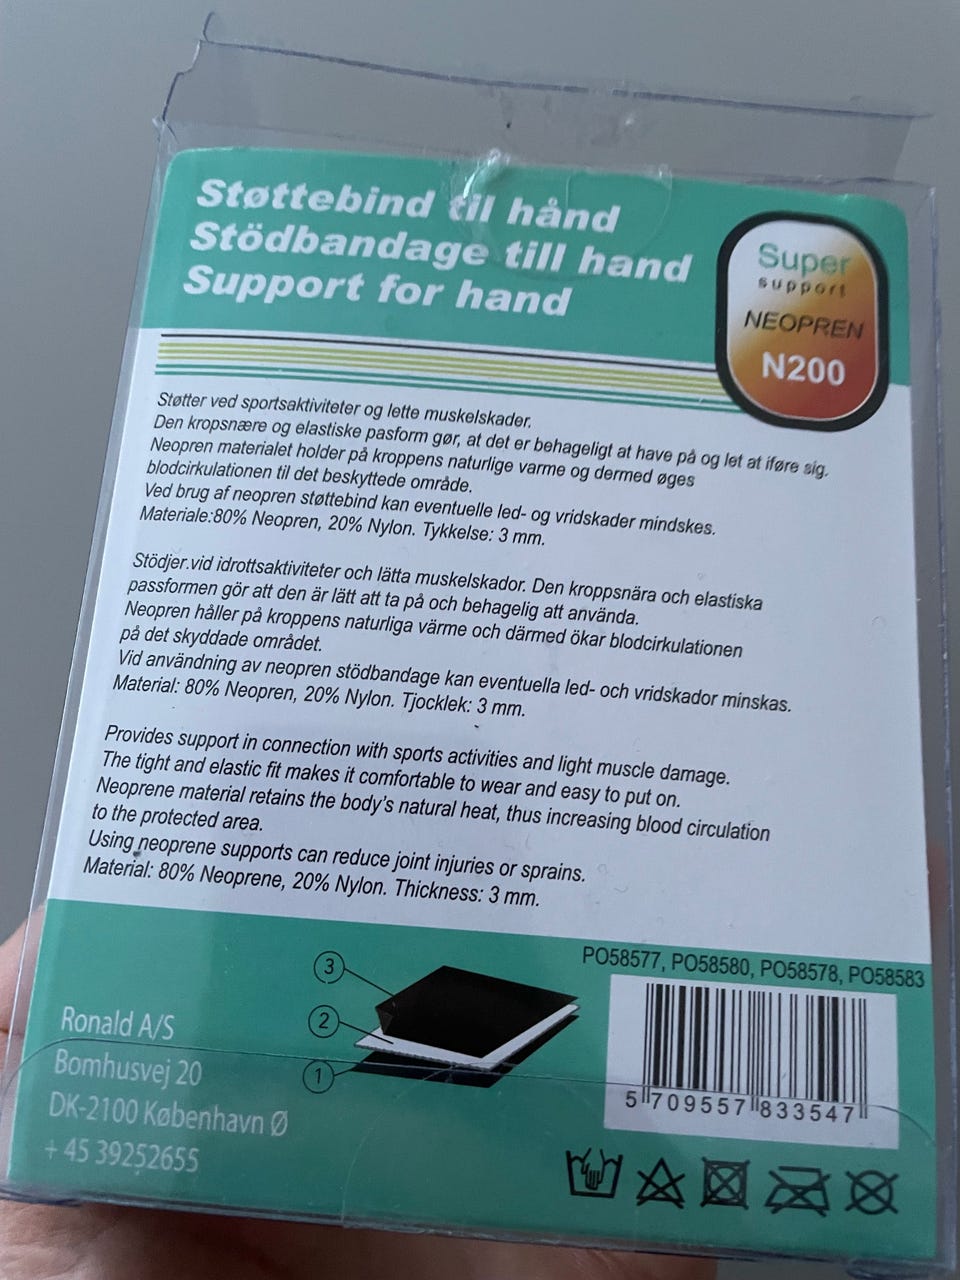 Støttebind til hånd
Stödbandage till hand
Support for hand
Super
support
NEOPREN
N200
Støtter ved sportsaktiviteter og lette muskelskader.
Den kropsnære og elastiske pasform gør, at det er behageligt at have på og let at iføre sig.
Neopren materialet holder på kroppens naturlige varme og dermed øges
blodcirkulationen til det beskyttede område.
Ved brug af neopren støttebind kan eventuelle led- og vridskader mindskes.
Materiale:80% Neopren, 20% Nylon. Tykkelse: 3 mm.
Stödjer.vid idrottsaktiviteter och lätta muskelskador. Den kroppsnära och elastiska
passformen gör att den är lätt att ta på och behagelig att använda.
Neopren håller på kroppens naturliga värme och därmed ökar blodcirkulationen
på det skyddade området.
Vid användning av neopren stödbandage kan eventuella led- och vridskador minskas.
Material: 80% Neopren, 20% Nylon. Tjocklek: 3 mm.
Provides support in connection with sports activities and light muscle damage.
The tight and elastic fit makes it comfortable to wear and easy to put on.
Neoprene material retains the body's natural heat, thus increasing blood circulation
to the protected area.
Using neoprene supports can reduce joint injuries or sprains.
Material: 80% Neoprene, 20% Nylon. Thickness: 3 mm.
3
2
1
PO58577, PO58580, PO58578, PO58583
5 709557 833547
Ronald A/S
Bomhusvej 20
DK-2100 København Ø
+ 45 39252655